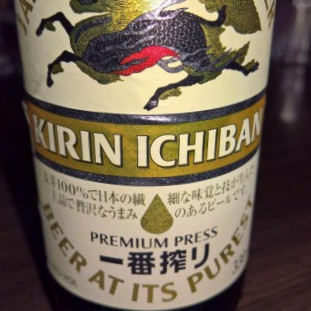 KIRIN ICHIBAN
100%で日本の繊
細な味覚と技が
で贅沢なうまみ
のあるビールです。
PREMIUM PRESS
一番搾り
BEER AT ITS PUREST